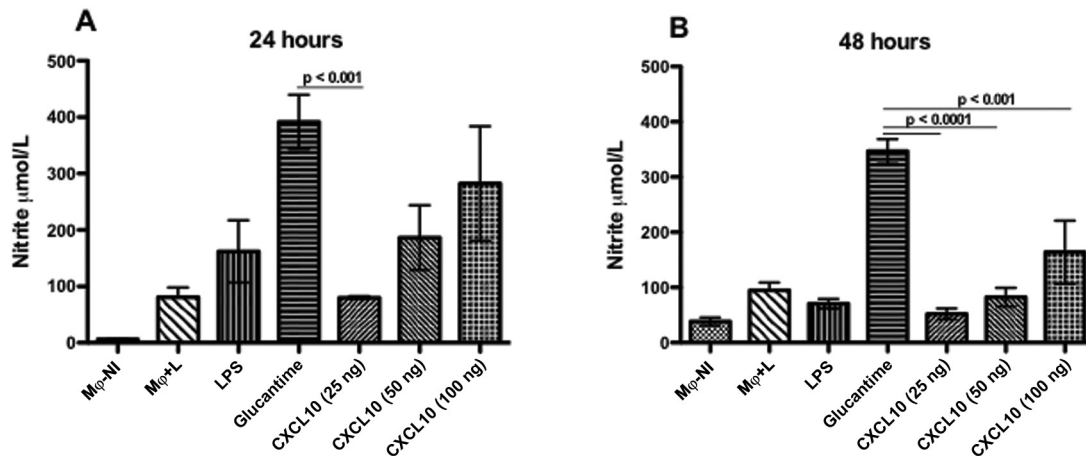 A
24 hours
Nitrite μmol/L
500
400
300
200
100
0
p < 0.001
Mφ-NI
Mφ+L
LPS
Glucantime
CXCL10 (25 ng)
CXCL10 (50 ng)
CXCL10 (100 ng)
B
48 hours
Nitrite μmol/L
500
400
300
200
100
0
p < 0.001
p < 0.0001
Mφ-NI
Mφ+L
LPS
Glucantime
CXCL10 (25 ng)
CXCL10 (50 ng)
CXCL10 (100 ng)